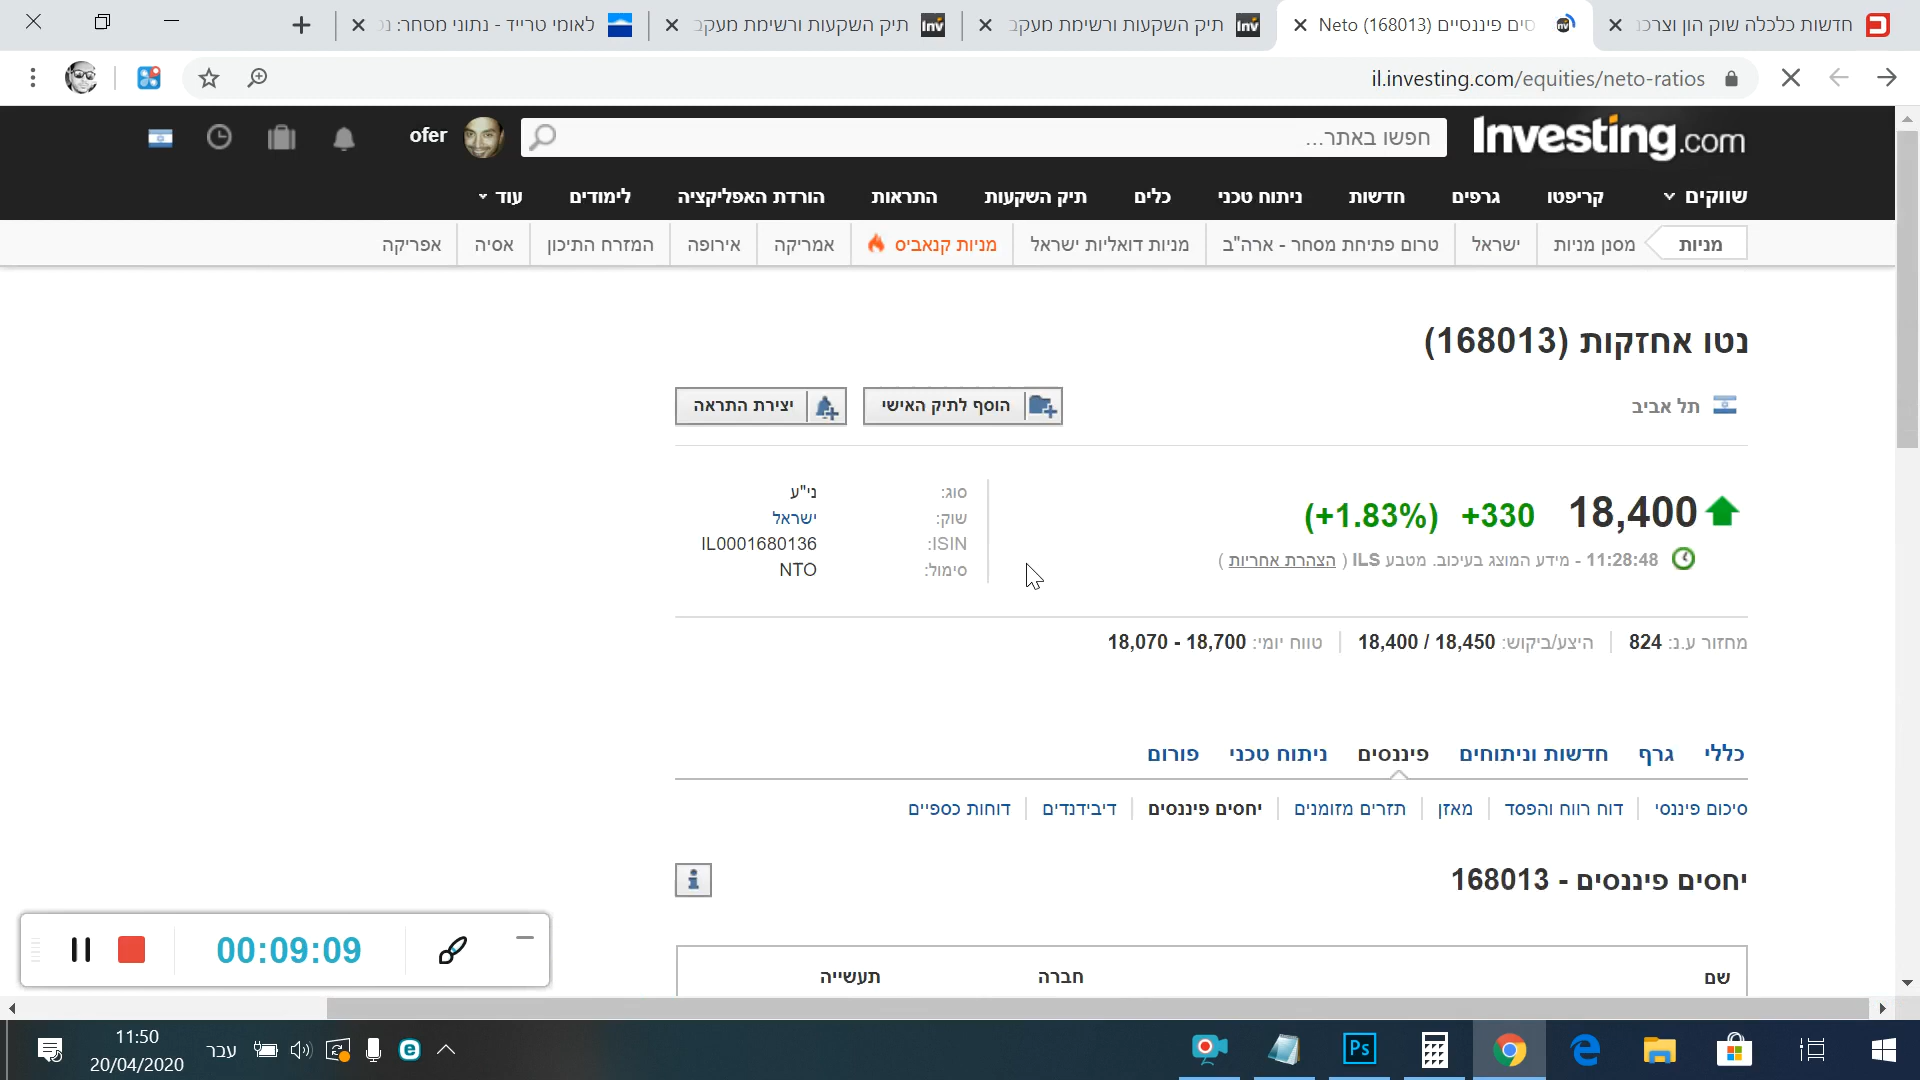 חדשות כלכלה שוק הון וצרכנ
Neto (168013) סים פיננסיים
תיק השקעות ורשימת מעקב
תיק השקעות ורשימת מעקב
לאומי טרייד - נתוני מסחר: נט
il.investing.com/equities/neto-ratios
Investing.com
חפשו באתר...
ofer
שווקים
קריפטו
גרפים
חדשות
ניתוח טכני
כלים
תיק השקעות
התראות
הורדת האפליקציה
לימודים
עוד
מניות
מסנן מניות
ישראל
טרום פתיחת מסחר - ארה"ב
מניות דואליות ישראל
מניות קנאביס
אמריקה
אירופה
המזרח התיכון
אסיה
אפריקה
נטו אחזקות (168013)
תל אביב
הוסף לתיק האישי
יצירת התראה
18,400 +330 (+1.83%)
11:28:48 - מידע המוצג בעיכוב. מטבע ILS ( הצהרת אחריות )
סוג: ני"ע
שוק: ישראל
ISIN: IL0001680136
סימול: NTO
מחזור ע.נ: 824
היצע/ביקוש: 18,400 / 18,450
טווח יומי: 18,070 - 18,700
כללי
גרף
חדשות וניתוחים
פיננסים
ניתוח טכני
פורום
סיכום פיננסי
דוח רווח והפסד
מאזן
תזרים מזומנים
יחסים פיננסים
דיבידנדים
דוחות כספיים
יחסים פיננסים - 168013
שם
חברה
תעשייה
00:09:09
עבר
11:50
20/04/2020
Ps